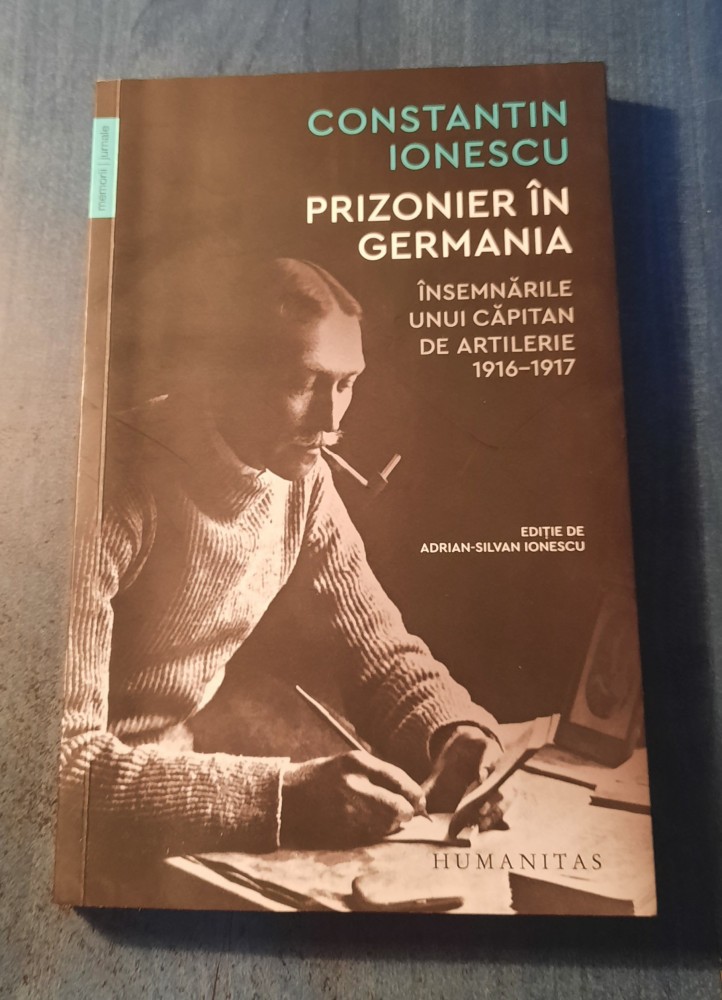 memorii | jurnale
CONSTANTIN
IONESCU
PRIZONIER ÎN
GERMANIA
ÎNSEMNĂRILE
UNUI CĂPITAN
DE ARTILERIE
1916–1917
EDIȚIE DE
ADRIAN-SILVAN IONESCU
HUMANITAS